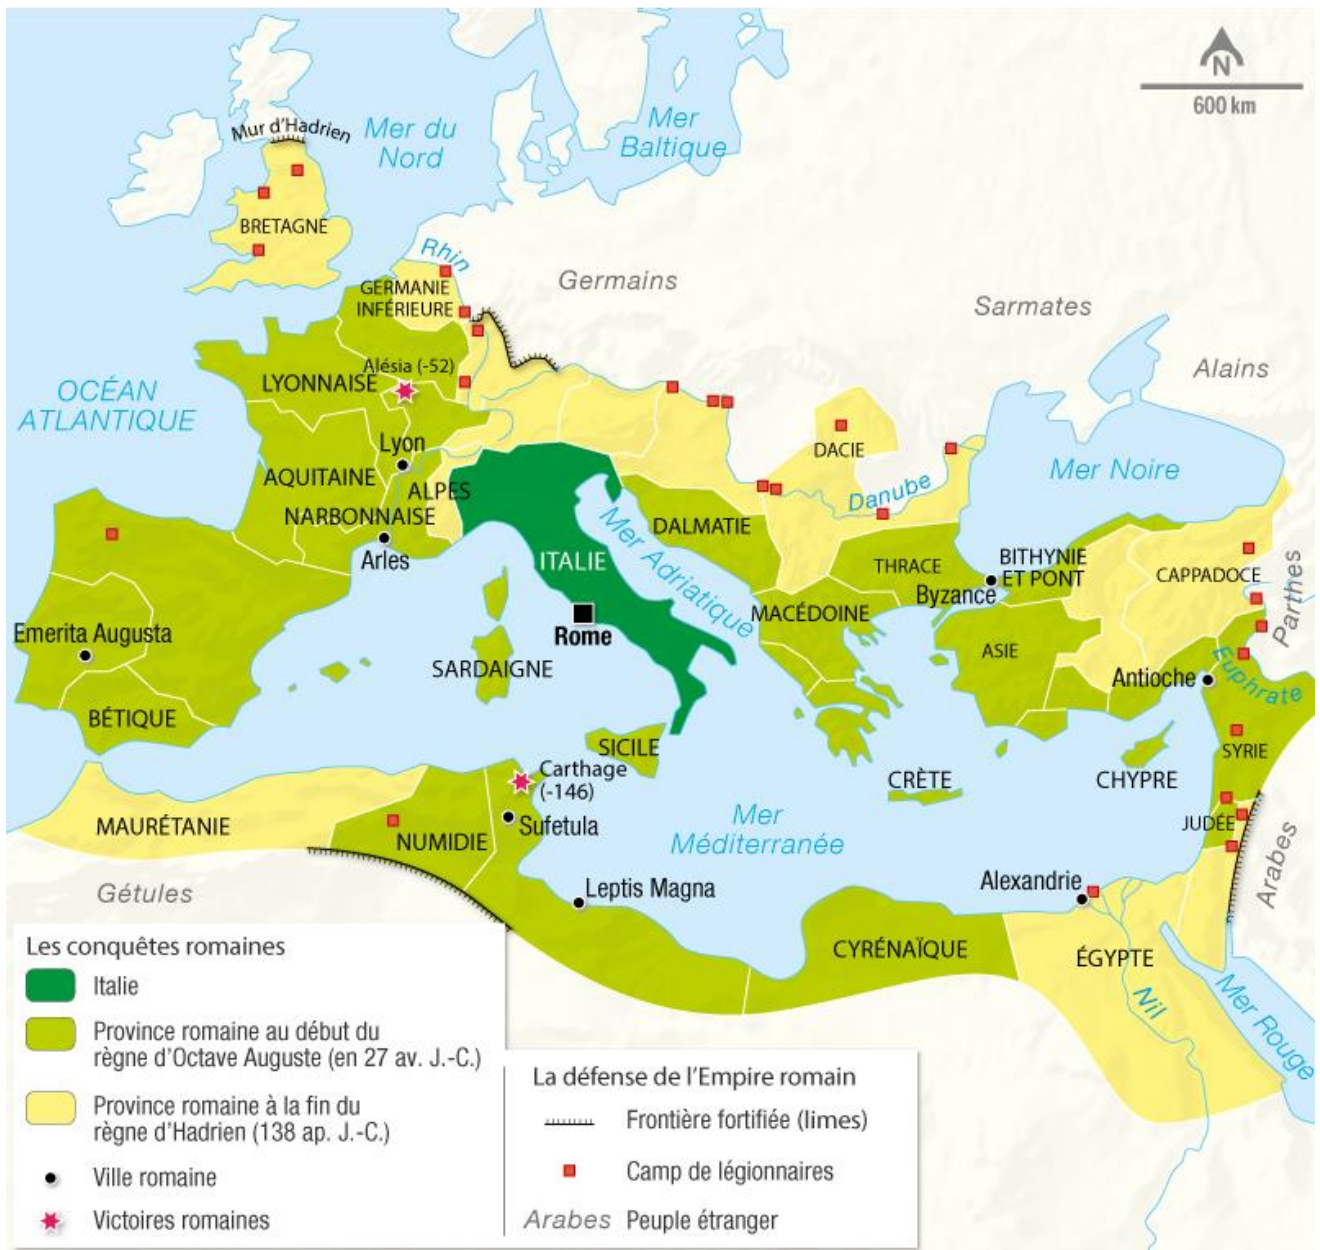 N
600 km
Mur d'Hadrien
Mer du
Nord
Mer
Baltique
BRETAGNE
Rhin
Germains
GERMANIE
INFÉRIEURE
Sarmates
Alésia (-52)
Alains
LYONNAISE
OCÉAN
ATLANTIQUE
Lyon
DACIE
Mer Noire
AQUITAINE
ALPES
Danube
NARBONNAISE
DALMATIE
Arles
ITALIE
Mer Adriatique
THRACE
BITHYNIE
ET PONT
Byzance
CAPPADOCE
Parthes
MACÉDOINE
Rome
Emerita Augusta
SARDAIGNE
ASIE
Antioche
Euphrate
BÉTIQUE
SICILE
SYRIE
Carthage
(-146)
CRÈTE
CHYPRE
MAURÉTANIE
NUMIDIE
Sufetula
Mer
Méditerranée
JUDÉE
Arabes
Gétules
Leptis Magna
Alexandrie
CYRÉNAÏQUE
ÉGYPTE
Nil
Mer Rouge
Les conquêtes romaines
Italie
Province romaine au début du
règne d'Octave Auguste (en 27 av. J.-C.)
Province romaine à la fin du
règne d'Hadrien (138 ap. J.-C.)
Ville romaine
Victoires romaines
La défense de l'Empire romain
Frontière fortifiée (limes)
Camp de légionnaires
Arabes Peuple étranger